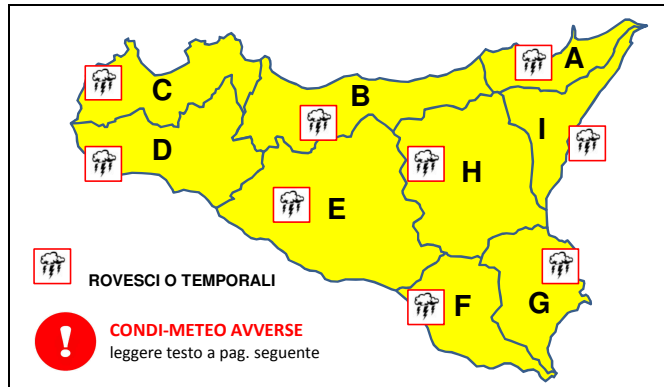 A
C
B
I
D
H
E
F
G
ROVESCI O TEMPORALI
!
CONDI-METEO AVVERSE
leggere testo a pag. seguente